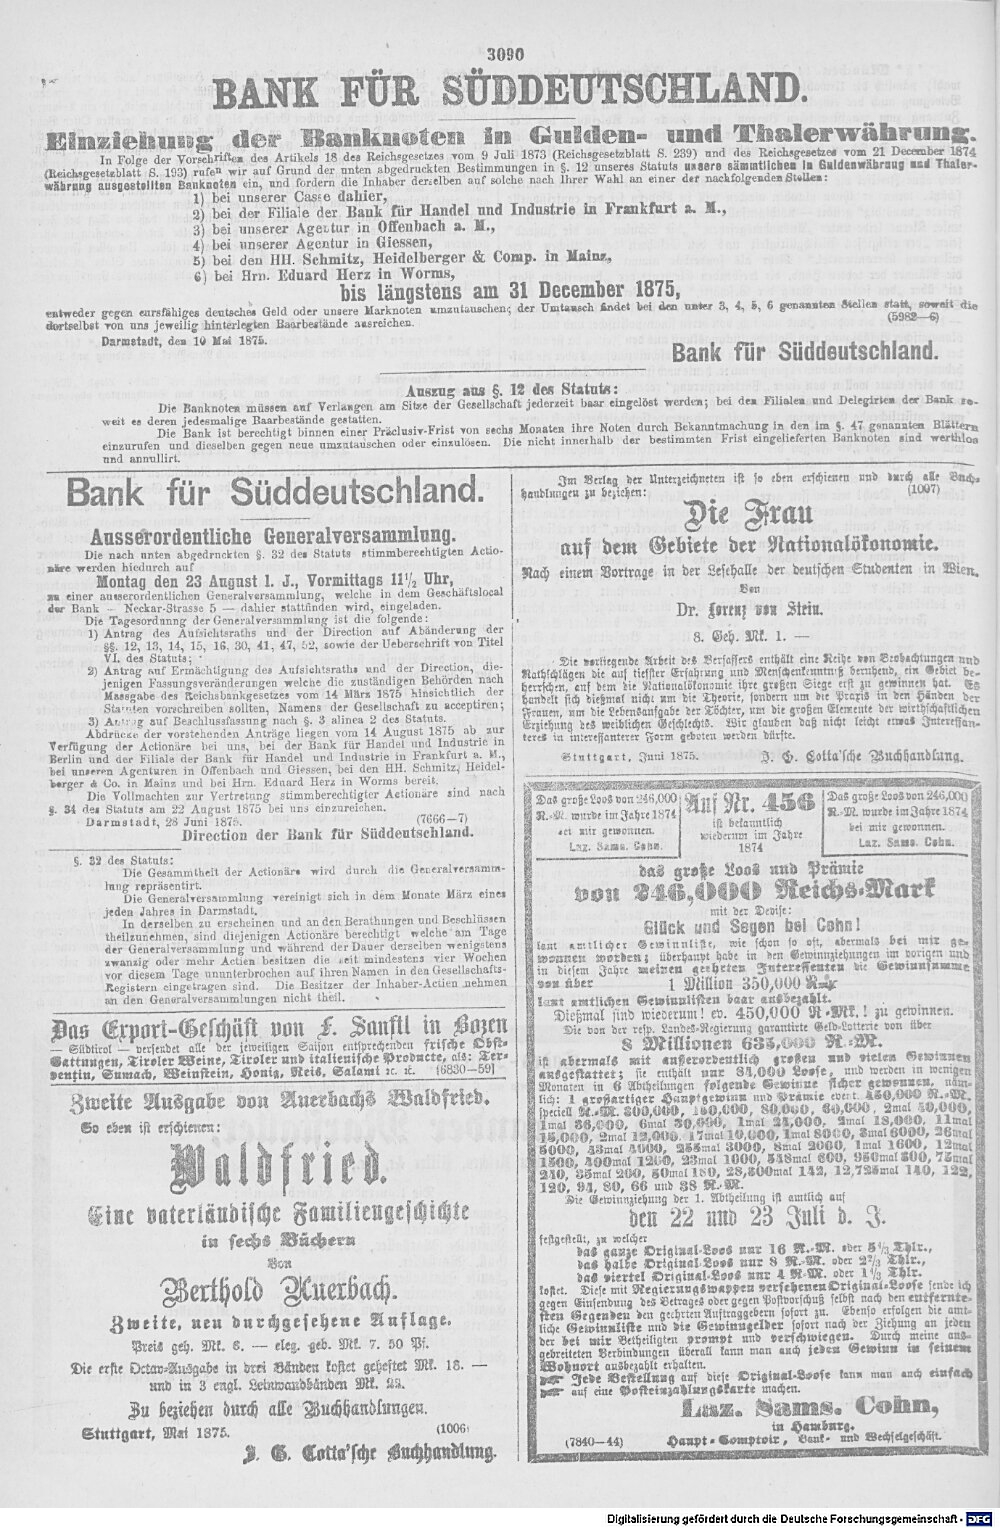 3090
BANK FÜR SÜDDEUTSCHLAND.
Einziehung der Banknoten in Gulden- und Thalerwährung.
In Folge der Vorschriften des Artikels 18 des Reichsgesetzes vom 9 Juli 1873 (Reichsgesetzblatt S. 239) und des Reichsgesetzes vom 21 December 1874
(Reichsgesetzblatt S. 193) rufen wir auf Grund der unten abgedruckten Bestimmungen in §. 12 unseres Statuts unsere sämmtlichen in Guldenwährung und Thaler-
währung ausgestellten Banknoten ein, und fordern die Inhaber derselben auf solche nach ihrer Wahl an einer der nachfolgenden Stellen:
1) bei unserer Casse dahier,
2) bei der Filiale der Bank für Handel und Industrie in Frankfurt a. M.,
3) bei unserer Agentur in Offenbach a. M.,
4) bei unserer Agentur in Giessen,
5) bei den HH. Schmitz, Heidelberger & Comp. in Mainz,
6) bei Hrn. Eduard Herz in Worms,
bis längstens am 31 December 1875,
entweder gegen cursfähiges deutsches Geld oder unsere Marknoten umzutauschen; der Umtausch findet bei den unter 3, 4, 5, 6 genannten Stellen statt, soweit die
dortselbst von uns jeweilig hinterlegten Baarbestände ausreichen.
(5982—6)
Darmstadt, den 10 Mai 1875.
Bank für Süddeutschland.
Auszug aus §. 12 des Statuts:
Die Banknoten müssen auf Verlangen am Sitze der Gesellschaft jederzeit baar eingelöst werden; bei den Filialen und Delegirten der Bank so-
weit es deren jedesmalige Baarbestände gestatten.
Die Bank ist berechtigt binnen einer Präclusiv-Frist von sechs Monaten ihre Noten durch Bekanntmachung in den im §. 47 genannten Blättern
einzurufen und dieselben gegen neue umzutauschen oder einzulösen. Die nicht innerhalb der bestimmten Frist eingelieferten Banknoten sind werthlos
und annullirt.
Bank für Süddeutschland.
Ausserordentliche Generalversammlung.
Die nach unten abgedruckten §. 32 des Statuts stimmberechtigten Actio-
näre werden hiedurch auf
Montag den 23 August l. J., Vormittags 11½ Uhr,
zu einer ausserordentlichen Generalversammlung, welche in dem Geschäftslocal
der Bank — Neckar-Strasse 5 — dahier stattfinden wird, eingeladen.
Die Tagesordnung der Generalversammlung ist die folgende:
1) Antrag des Aufsichtsraths und der Direction auf Abänderung der
§§. 12, 13, 14, 15, 16, 30, 41, 47, 52, sowie der Ueberschrift von Titel
VI. des Statuts;
2) Antrag auf Ermächtigung des Aufsichtsraths und der Direction, die-
jenigen Fassungsveränderungen welche die zuständigen Behörden nach
Massgabe des Reichsbankgesetzes vom 14 März 1875 hinsichtlich der
Statuten vorschreiben sollten, Namens der Gesellschaft zu acceptiren;
3) Antrag auf Beschlussfassung nach §. 3 alinea 2 des Statuts.
Abdrücke der vorstehenden Anträge liegen vom 14 August 1875 ab zur
Verfügung der Actionäre bei uns, bei der Bank für Handel und Industrie in
Berlin und der Filiale der Bank für Handel und Industrie in Frankfurt a. M.,
bei unseren Agenturen in Offenbach und Giessen, bei den HH. Schmitz, Heidel-
berger & Co. in Mainz und bei Hrn. Eduard Herz in Worms bereit.
Die Vollmachten zur Vertretung stimmberechtigter Actionäre sind nach
§. 34 des Statuts am 22 August 1875 bei uns einzureichen.
Darmstadt, 28 Juni 1875. (7666—7)
Direction der Bank für Süddeutschland.
§. 32 des Statuts:
Die Gesammtheit der Actionäre wird durch die Generalversamm-
lung repräsentirt.
Die Generalversammlung vereinigt sich in dem Monate März eines
jeden Jahres in Darmstadt.
In derselben zu erscheinen und an den Berathungen und Beschlüssen
theilzunehmen, sind diejenigen Actionäre berechtigt welche am Tage
der Generalversammlung und während der Dauer derselben wenigstens
zwanzig oder mehr Actien besitzen die seit mindestens vier Wochen
vor diesem Tage ununterbrochen auf ihren Namen in den Gesellschafts-
Registern eingetragen sind. Die Besitzer der Inhaber-Actien nehmen
an den Generalversammlungen nicht theil.
Das Export-Geschäft von F. Sanftl in Bozen
— Südtirol — versendet alle der jeweiligen Saison entsprechenden frische Obst-
Gattungen, Tiroler Weine, Tiroler und italienische Producte, als: Ter-
pentin, Sumach, Weinstein, Honig, Reis, Salami ꝛc. ꝛc. (6830—59)
Zweite Ausgabe von Auerbachs Waldfried.
So eben ist erschienen:
Waldfried.
Eine vaterländische Familiengeschichte
in sechs Büchern
Von
Berthold Auerbach.
Zweite, neu durchgesehene Auflage.
Preis geh. Mk. 6. — eleg. geb. Mk. 7. 50 Pf.
Die erste Octav-Ausgabe in drei Bänden kostet geheftet Mk. 18. —
und in 3 engl. Leinwandbänden Mk. 23.
Zu beziehen durch alle Buchhandlungen.
Stuttgart, Mai 1875. (1006)
J. G. Cotta'sche Buchhandlung.
Im Verlag der Unterzeichneten ist so eben erschienen und durch alle Buch-
handlungen zu beziehen: (1007)
Die Frau
auf dem Gebiete der Nationalökonomie.
Nach einem Vortrage in der Lesehalle der deutschen Studenten in Wien.
Von
Dr. Lorenz von Stein.
8. Geh. Mk. 1. —
Die vorliegende Arbeit des Verfassers enthält eine Reihe von Beobachtungen und
Rathschlägen die auf tiefster Erfahrung und Menschenkenntniß beruhend, ein Gebiet be-
herrschen, auf dem die Nationalökonomie ihre großen Siege erst zu gewinnen hat. Es
handelt sich dießmal nicht um die Theorie, sondern um die Praxis in den Händen der
Frauen, um die Lebensaufgabe der Töchter, um die großen Elemente der wirthschaftlichen
Erziehung des weiblichen Geschlechts. Wir glauben daß nicht leicht etwas Interessan-
teres in interessanterer Form geboten werden dürfte.
Stuttgart, Juni 1875. J. G. Cotta'sche Buchhandlung.
Das große Loos von 246,000
R.-M. wurde im Jahre 1874
bei mir gewonnen.
Laz. Sams. Cohn.
Auf Nr. 456
ist bekanntlich
wiederum im Jahre
1874
Das große Loos von 246,000
R.-M. wurde im Jahre 1874
bei mir gewonnen.
Laz. Sams. Cohn.
das große Loos und Prämie
von 246,000 Reichs-Mark
mit der Devise:
Glück und Segen bei Cohn!
laut amtlicher Gewinnliste, wie schon so oft, abermals bei mir ge-
wonnen worden; überhaupt habe in den Gewinnziehungen im vorigen und
in diesem Jahre meinen geehrten Interessenten die Gewinnsumme
von über 1 Million 350,000 R.-M.
laut amtlichen Gewinnlisten baar ausbezahlt.
Dießmal sind wiederum! ev. 450,000 R.-Mk.! zu gewinnen.
Die von der resp. Landes-Regierung garantirte Geld-Lotterie von über
8 Millionen 635,000 R.-M.
ist abermals mit außerordentlich großen und vielen Gewinnen
ausgestattet; sie enthält nur 84,000 Loose, und werden in wenigen
Monaten in 6 Abtheilungen folgende Gewinne sicher gewonnen, näm-
lich: 1 großartiger Hauptgewinn und Prämie event. 450,000 R.-M.,
speciell R.-M. 300,000, 150,000, 80,000, 60,000, 2mal 40,000,
1mal 36,000, 6mal 30,000, 1mal 24,000, 2mal 18,000, 11mal
15,000, 2mal 12,000, 17mal 10,000, 1mal 8000, 3mal 6000, 26mal
5000, 43mal 4000, 255mal 3000, 8mal 2000, 1mal 1600, 12mal
1500, 400mal 1200, 23mal 1000, 548mal 600, 950mal 300, 75mal
240, 35mal 200, 50mal 180, 28,300mal 142, 12,725mal 140, 122,
120, 94, 80, 66 und 38 R.-M.
Die Gewinnziehung der 1. Abtheilung ist amtlich auf
den 22 und 23 Juli d. J.
festgestellt, zu welcher
das ganze Original-Loos nur 16 R.-M. oder 5⅓ Thlr.,
das halbe Original-Loos nur 8 R.-M. oder 2⅔ Thlr.,
das viertel Original-Loos nur 4 R.-M. oder 1⅓ Thlr.
kostet. Diese mit Regierungswappen versehenen Original-Loose sende ich
gegen Einsendung des Betrages oder gegen Postvorschuß selbst nach den entfernte-
sten Gegenden den geehrten Auftraggebern sofort zu. Ebenso erfolgen die amt-
liche Gewinnliste und die Gewinngelder sofort nach der Ziehung an jeden
der bei mir Betheiligten prompt und verschwiegen. Durch meine aus-
gebreiteten Verbindungen überall kann man auch jeden Gewinn in seinem
Wohnort ausbezahlt erhalten.
Jede Bestellung auf diese Original-Loose kann man auch einfach
auf eine Posteinzahlungskarte machen.
Laz. Sams. Cohn,
in Hamburg,
(7840—44) Haupt-Comptoir, Bank- und Wechselgeschäft.
Digitalisierung gefördert durch die Deutsche Forschungsgemeinschaft - DFG